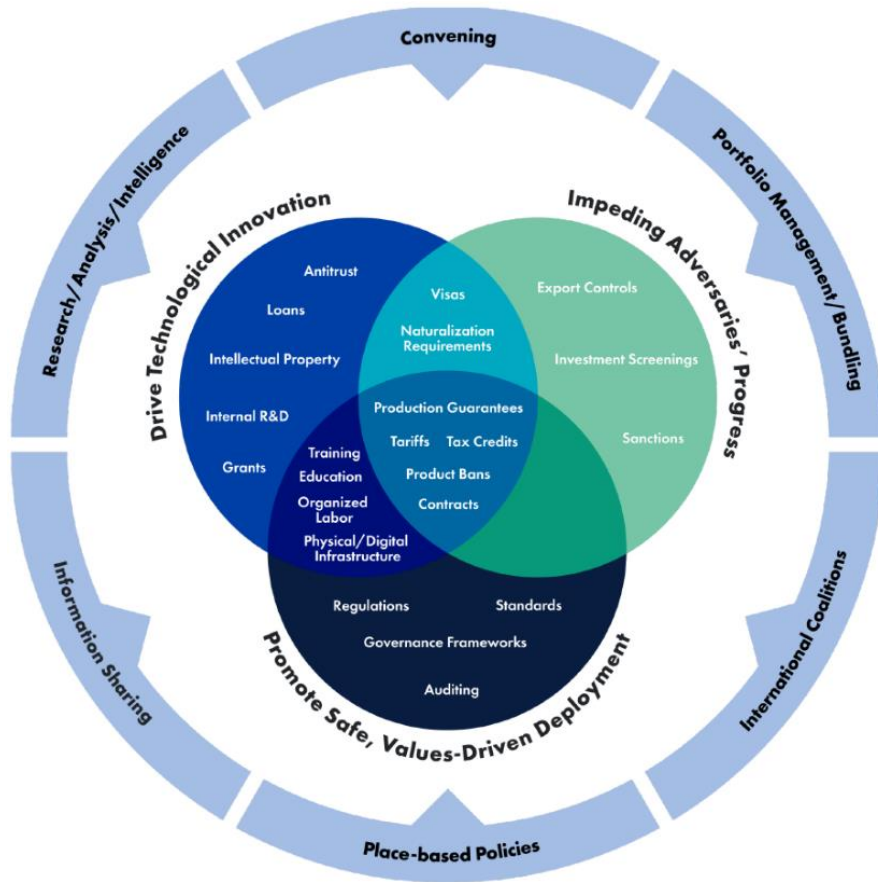 Convening
Research/Analysis/Intelligence
Portfolio Management/Bundling
Drive Technological Innovation
Impeding Adversaries' Progress
Antitrust
Loans
Intellectual Property
Internal R&D
Grants
Visas
Naturalization
Requirements
Export Controls
Investment Screenings
Sanctions
Production Guarantees
Tariffs
Tax Credits
Product Bans
Contracts
Training
Education
Organized
Labor
Physical/Digital
Infrastructure
Regulations
Standards
Governance Frameworks
Auditing
Promote Safe, Values-Driven Deployment
Information Sharing
International Coalitions
Place-based Policies